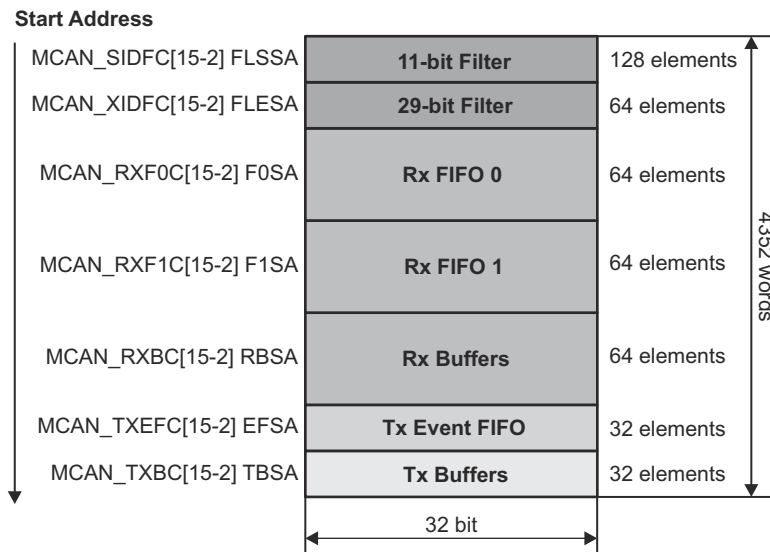 Start Address
MCAN_SIDFC[15-2] FLSSA 11-bit Filter 128 elements
MCAN_XIDFC[15-2] FLESA 29-bit Filter 64 elements
MCAN_RXF0C[15-2] F0SA Rx FIFO 0 64 elements
MCAN_RXF1C[15-2] F1SA Rx FIFO 1 64 elements
4352 words
MCAN_RXBC[15-2] RBSA Rx Buffers 64 elements
MCAN_TXEFC[15-2] EFSA Tx Event FIFO 32 elements
MCAN_TXBC[15-2] TBSA Tx Buffers 32 elements
32 bit